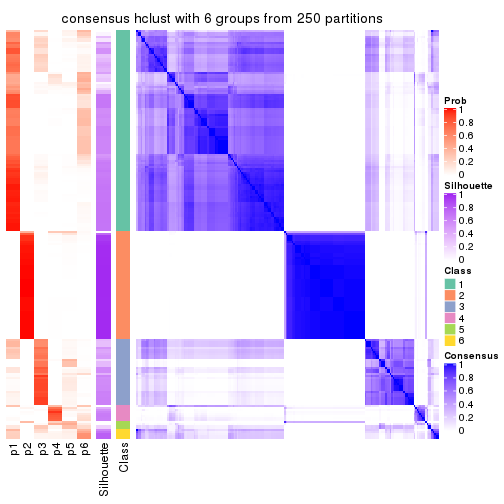 consensus hclust with 6 groups from 250 partitions
Prob
1
0.8
0.6
0.4
0.2
0
Silhouette
1
0.8
0.6
0.4
0.2
0
Class
1
2
3
4
5
6
Consensus
1
0.8
0.6
0.4
0.2
0
p1
p2
p3
p4
p5
p6
Silhouette
Class